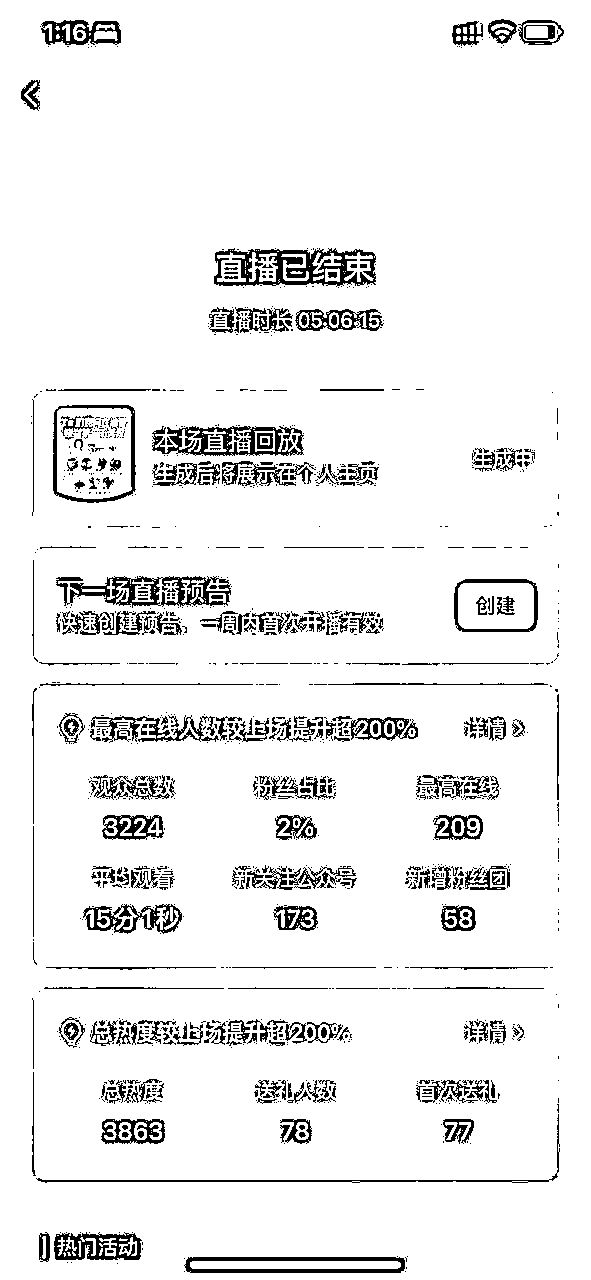 1:16
直播已结束
直播时长 05:06:15
本场直播回放
生成后将展示在个人主页
生成中
下一场直播预告
快速创建预告，一周内首次开播有效
创建
最高在线人数较上场提升超200%
详情
观众总数 粉丝占比 最高在线
3224 2% 209
平均观看 新关注公众号 新增粉丝团
15分1秒 173 58
总热度较上场提升超200%
详情
总热度 送礼人数 首次送礼
3863 78 77
热门活动